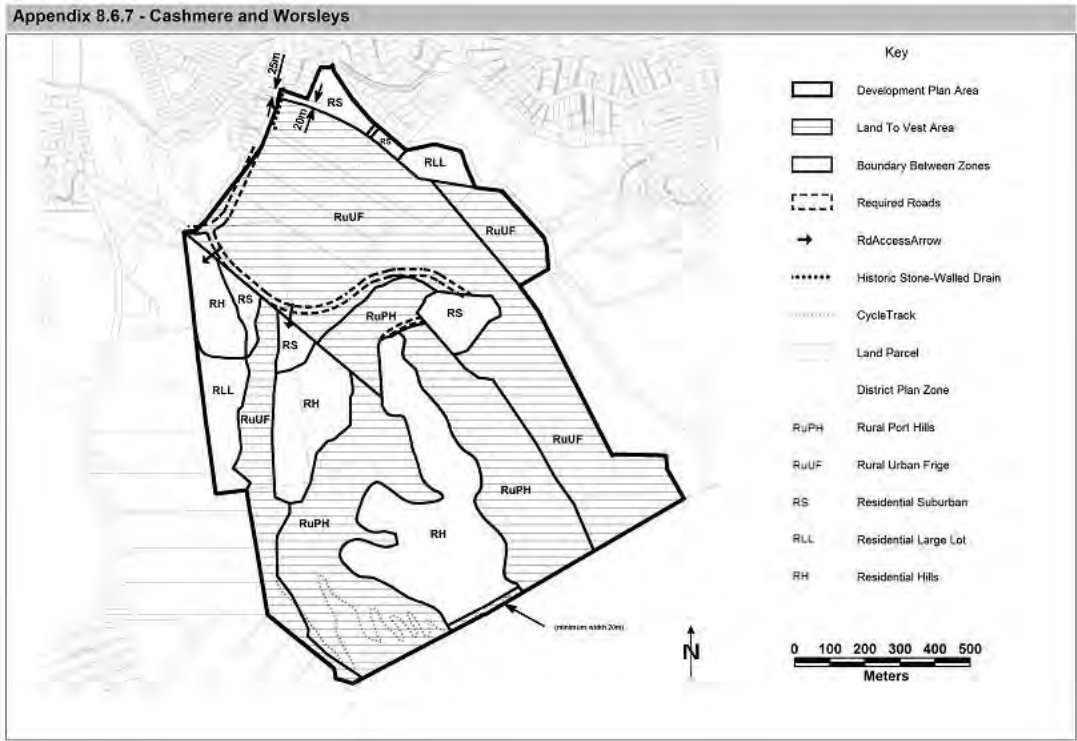 Appendix 8.6.7 - Cashmere and Worsleys
25m
20m
RS
RS
RLL
RuUF
RuUF
RH
RS
RuPH
RS
RS
RLL
RH
RuUF
RuUF
RuPH
RuPH
RH
(minimum width 20m)
N
Key
Development Plan Area
Land To Vest Area
Boundary Between Zones
Required Roads
RdAccessArrow
Historic Stone-Walled Drain
CycleTrack
Land Parcel
District Plan Zone
RuPH Rural Port Hills
RuUF Rural Urban Frige
RS Residential Suburban
RLL Residential Large Lot
RH Residential Hills
0 100 200 300 400 500
Meters